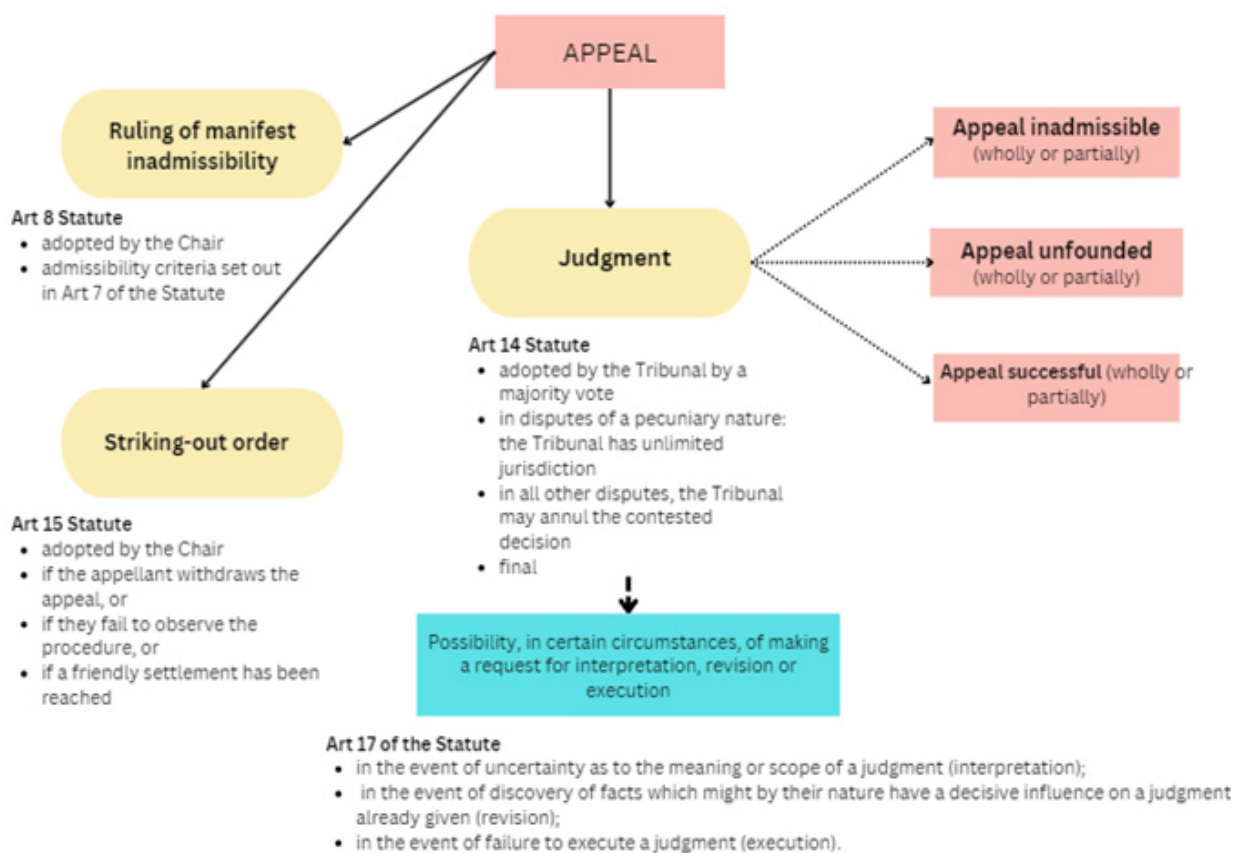 APPEAL
Ruling of manifest
inadmissibility
Art 8 Statute
• adopted by the Chair
• admissibility criteria set out
in Art 7 of the Statute
Striking-out order
Art 15 Statute
• adopted by the Chair
• if the appellant withdraws the
appeal, or
• if they fail to observe the
procedure, or
• if a friendly settlement has been
reached
Judgment
Art 14 Statute
• adopted by the Tribunal by a
majority vote
• in disputes of a pecuniary nature:
the Tribunal has unlimited
jurisdiction
• in all other disputes, the Tribunal
may annul the contested
decision
• final
Appeal inadmissible
(wholly or partially)
Appeal unfounded
(wholly or partially)
Appeal successful (wholly or
partially)
Possibility, in certain circumstances, of making
a request for interpretation, revision or
execution
Art 17 of the Statute
• in the event of uncertainty as to the meaning or scope of a judgment (interpretation);
• in the event of discovery of facts which might by their nature have a decisive influence on a judgment
already given (revision);
• in the event of failure to execute a judgment (execution).